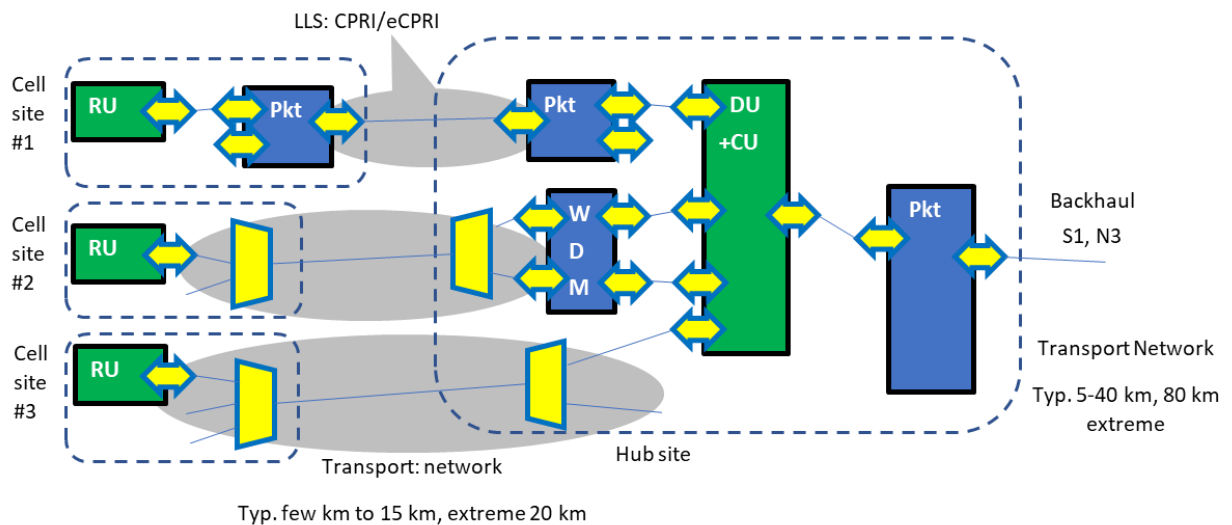 LLS: CPRI/eCPRI
Cell
site
#1
RU
Pkt
Pkt
DU
+CU
Cell
site
#2
RU
W
D
M
Pkt
Backhaul
S1, N3
Cell
site
#3
RU
Transport Network
Typ. 5-40 km, 80 km
extreme
Hub site
Transport: network
Typ. few km to 15 km, extreme 20 km